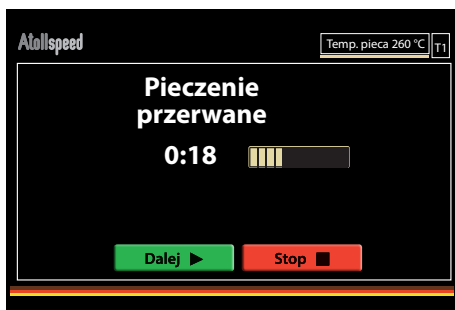 Atollspeed
Temp. pieca 260 °C T1
Pieczenie
przerwane
0:18
Dalej Stop